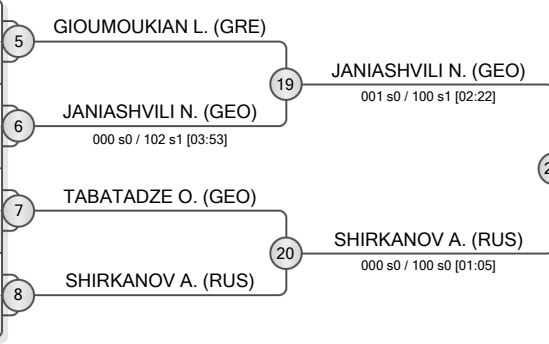 GIOUMOUKIAN L. (GRE)
5
19
JANIASHVILI N. (GEO)
001 s0 / 100 s1 [02:22]
JANIASHVILI N. (GEO)
6
000 s0 / 102 s1 [03:53]
TABATADZE O. (GEO)
7
20
SHIRKANOV A. (RUS)
000 s0 / 100 s0 [01:05]
SHIRKANOV A. (RUS)
8